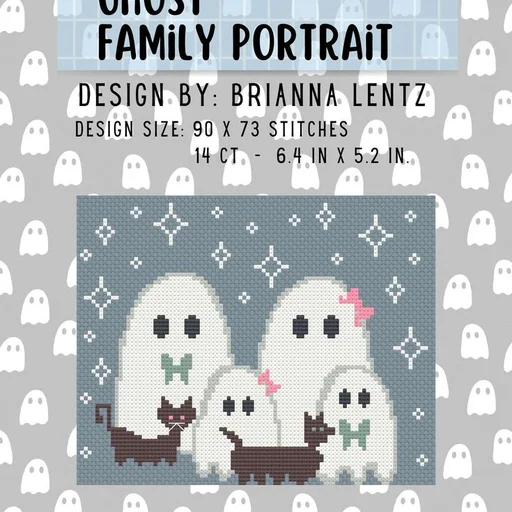 GHOST
FAMILY PORTRAIT
DESIGN BY: BRIANNA LENTZ
DESIGN SIZE: 90 X 73 STITCHES
14 CT - 6.4 IN X 5.2 IN.